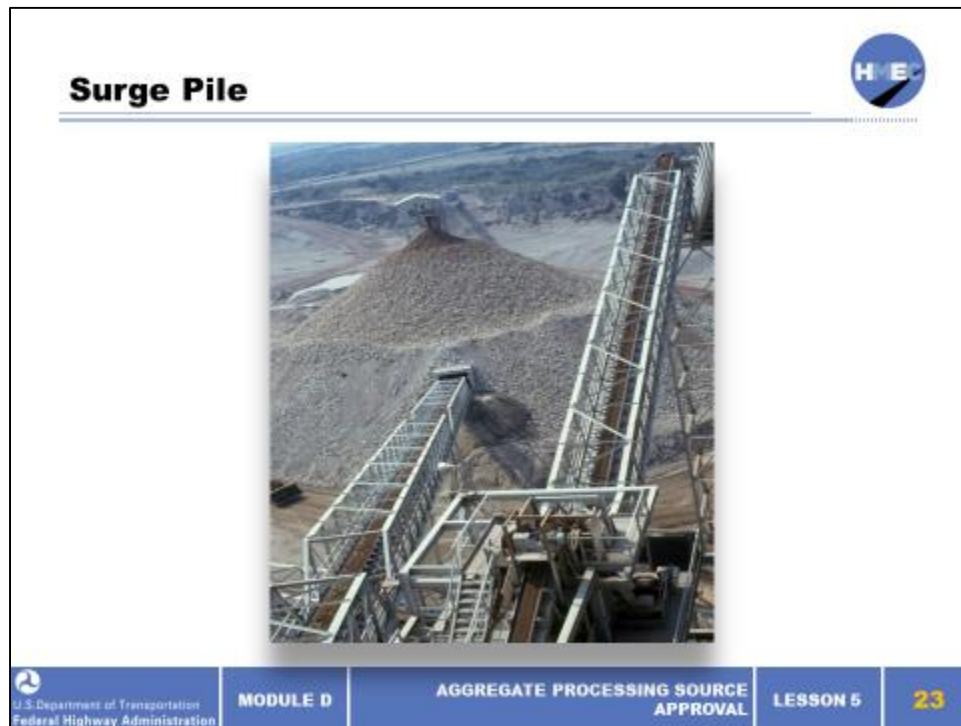 Surge Pile
HMEC
U.S.Department of Transportation
Federal Highway Administration
MODULE D
AGGREGATE PROCESSING SOURCE
APPROVAL
LESSON 5
23